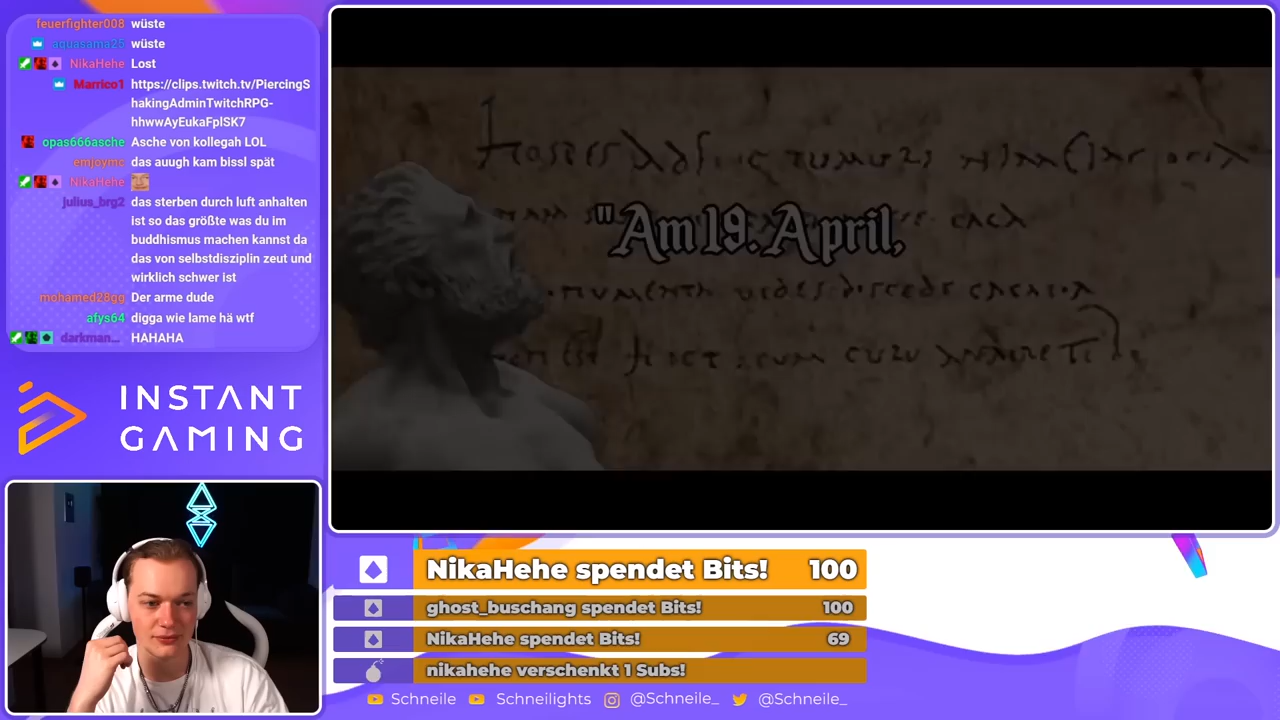 feuerfighter008 wüste
aquasama25 wüste
NikaHehe Lost
Marrico1 https://clips.twitch.tv/PiercingS
hakingAdminTwitchRPG-
hhwwAyEukaFplSK7
opas666asche Asche von kollegah LOL
emjoymc das auugh kam bissl spät
NikaHehe
julius_brg2 das sterben durch luft anhalten
ist so das größte was du im
buddhismus machen kannst da
das von selbstdisziplin zeut und
wirklich schwer ist
mohamed28gg Der arme dude
afys64 digga wie lame hä wtf
darkman... HAHAHA
INSTANT
GAMING
"Am 19. April,
NikaHehe spendet Bits! 100
ghost_buschang spendet Bits! 100
NikaHehe spendet Bits! 69
nikahehe verschenkt 1 Subs!
Schneile Schneilights @Schneile_ @Schneile_